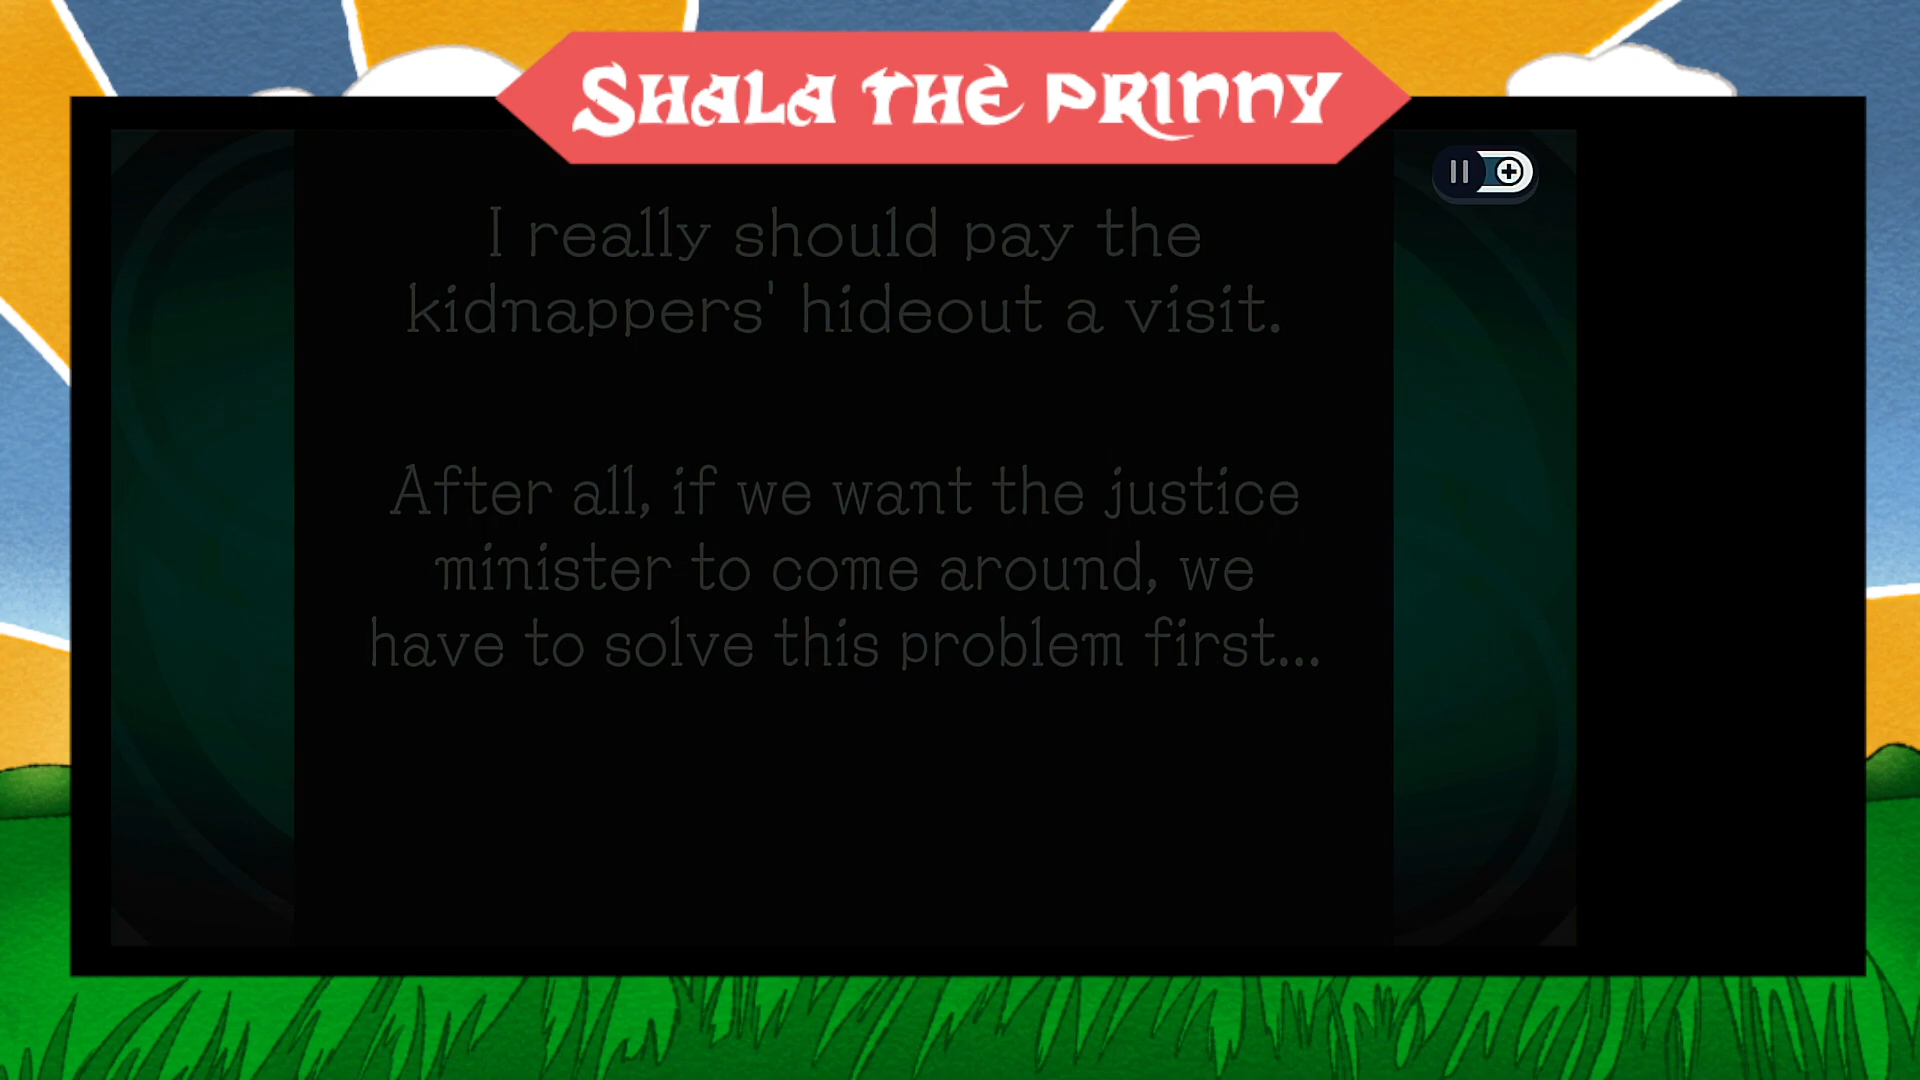 SHALA THE PRINNY
I really should pay the
kidnappers' hideout a visit.
After all, if we want the justice
minister to come around, we
have to solve this problem first...